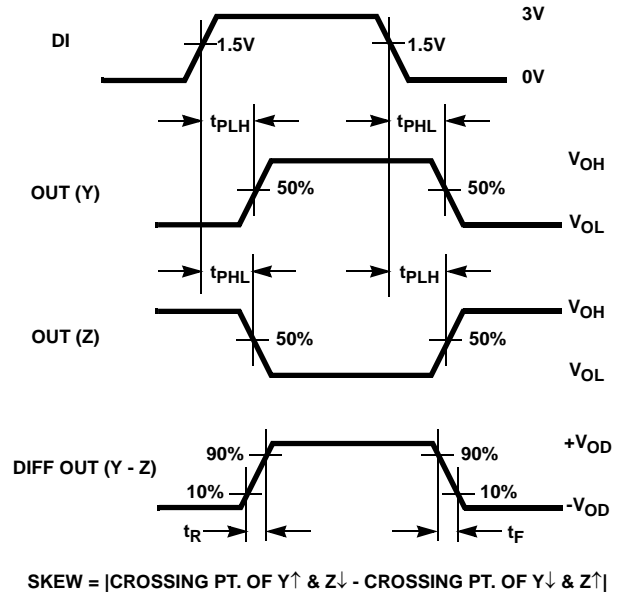 3V
DI
1.5V
1.5V
0V
tPLH
tPHL
VOH
50%
50%
OUT (Y)
VOL
tPHL
tPLH
VOH
OUT (Z)
50%
50%
VOL
+VOD
90%
90%
DIFF OUT (Y - Z)
10%
10%
-VOD
tR
tF
SKEW = |CROSSING PT. OF Y↑ & Z↓ - CROSSING PT. OF Y↓ & Z↑|